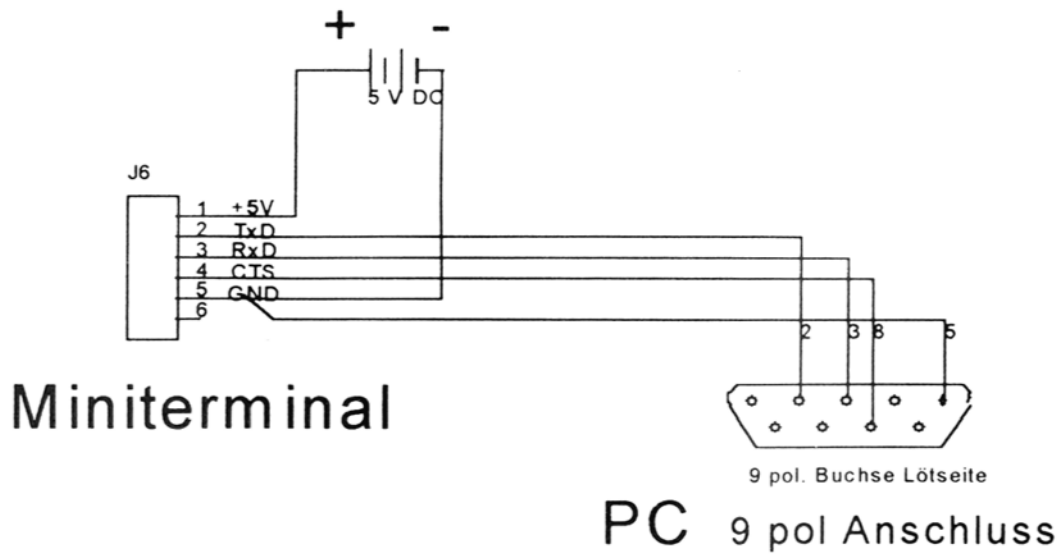 + -
5 V DC
J6
1 +5V
2 TxD
3 RxD
4 CTS
5 GND
6
2 3 8 5
Miniterminal
9 pol. Buchse Lötseite
PC 9 pol Anschluss